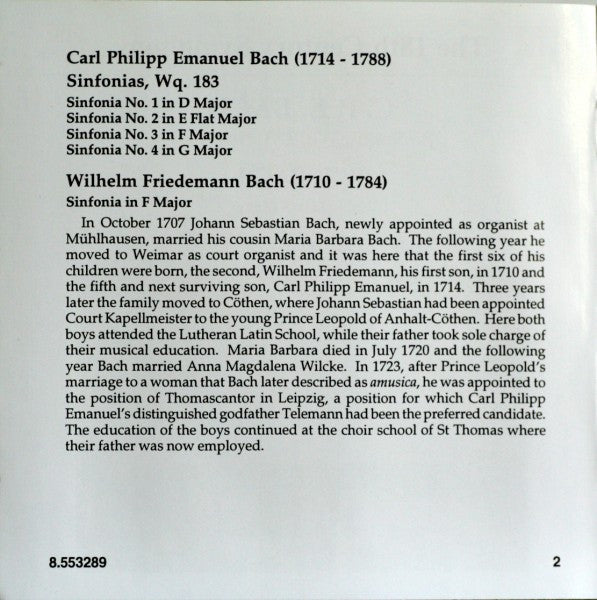 Carl Philipp Emanuel Bach (1714 - 1788)
Sinfonias, Wq. 183
Sinfonia No. 1 in D Major
Sinfonia No. 2 in E Flat Major
Sinfonia No. 3 in F Major
Sinfonia No. 4 in G Major
Wilhelm Friedemann Bach (1710 - 1784)
Sinfonia in F Major
In October 1707 Johann Sebastian Bach, newly appointed as organist at
Mühlhausen, married his cousin Maria Barbara Bach. The following year he
moved to Weimar as court organist and it was here that the first six of his
children were born, the second, Wilhelm Friedemann, his first son, in 1710 and
the fifth and next surviving son, Carl Philipp Emanuel, in 1714. Three years
later the family moved to Cöthen, where Johann Sebastian had been appointed
Court Kapellmeister to the young Prince Leopold of Anhalt-Cöthen. Here both
boys attended the Lutheran Latin School, while their father took sole charge of
their musical education. Maria Barbara died in July 1720 and the following
year Bach married Anna Magdalena Wilcke. In 1723, after Prince Leopold's
marriage to a woman that Bach later described as amusica, he was appointed to
the position of Thomascantor in Leipzig, a position for which Carl Philipp
Emanuel's distinguished godfather Telemann had been the preferred candidate.
The education of the boys continued at the choir school of St Thomas where
their father was now employed.
8.553289
2